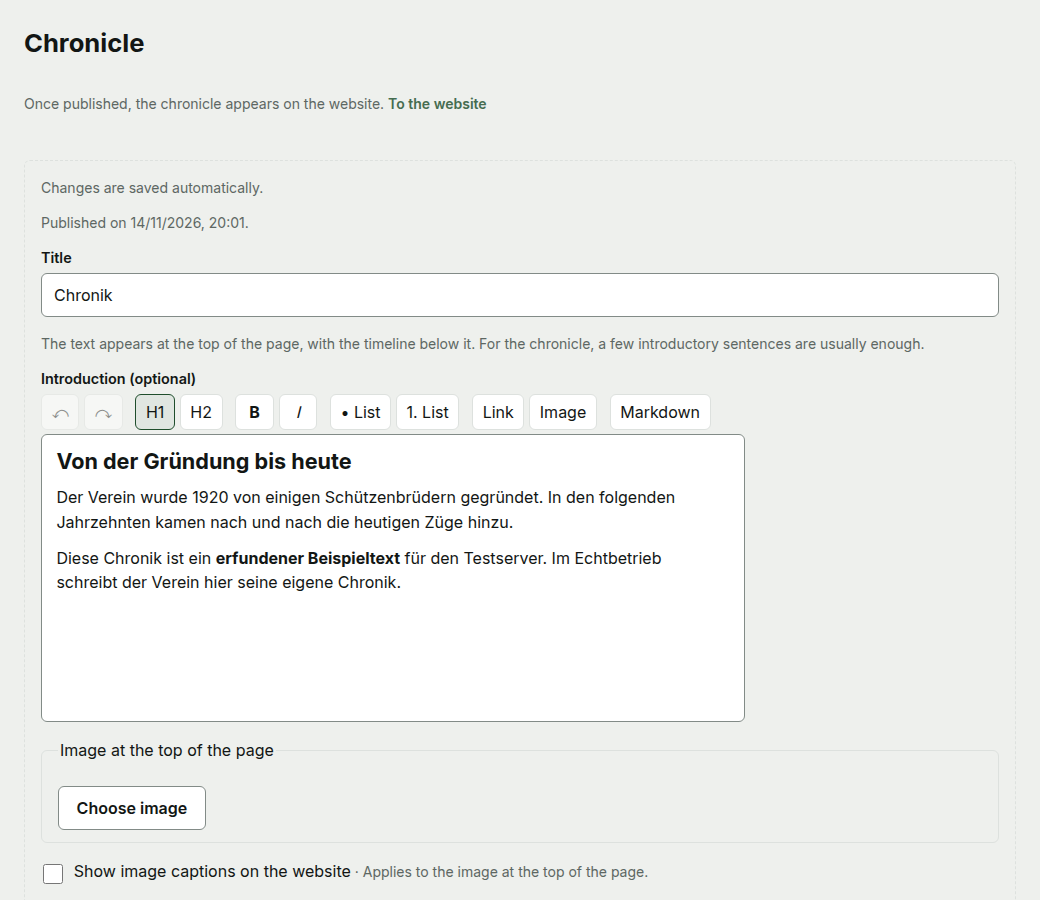 Chronicle
Once published, the chronicle appears on the website. To the website
Changes are saved automatically.
Published on 14/11/2026, 20:01.
Title
Chronik
The text appears at the top of the page, with the timeline below it. For the chronicle, a few introductory sentences are usually enough.
Introduction (optional)
H1 H2 B I • List 1. List Link Image Markdown
Von der Gründung bis heute
Der Verein wurde 1920 von einigen Schützenbrüdern gegründet. In den folgenden
Jahrzehnten kamen nach und nach die heutigen Züge hinzu.
Diese Chronik ist ein erfundener Beispieltext für den Testserver. Im Echtbetrieb
schreibt der Verein hier seine eigene Chronik.
Image at the top of the page
Choose image
Show image captions on the website · Applies to the image at the top of the page.